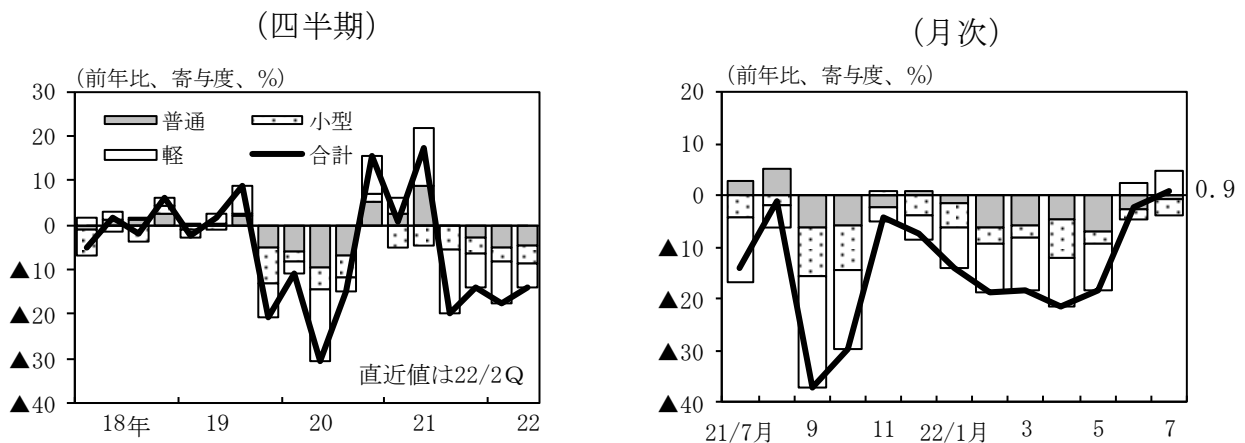 (四半期)
(前年比、寄与度、%)
30
20
10
0
▲10
▲20
▲30
▲40
普通
小型
軽
合計
直近値は22/2Q
18年 19 20 21 22
(月次)
(前年比、寄与度、%)
20
10
0
▲10
▲20
▲30
▲40
0.9
21/7月 9 11 22/1月 3 5 7